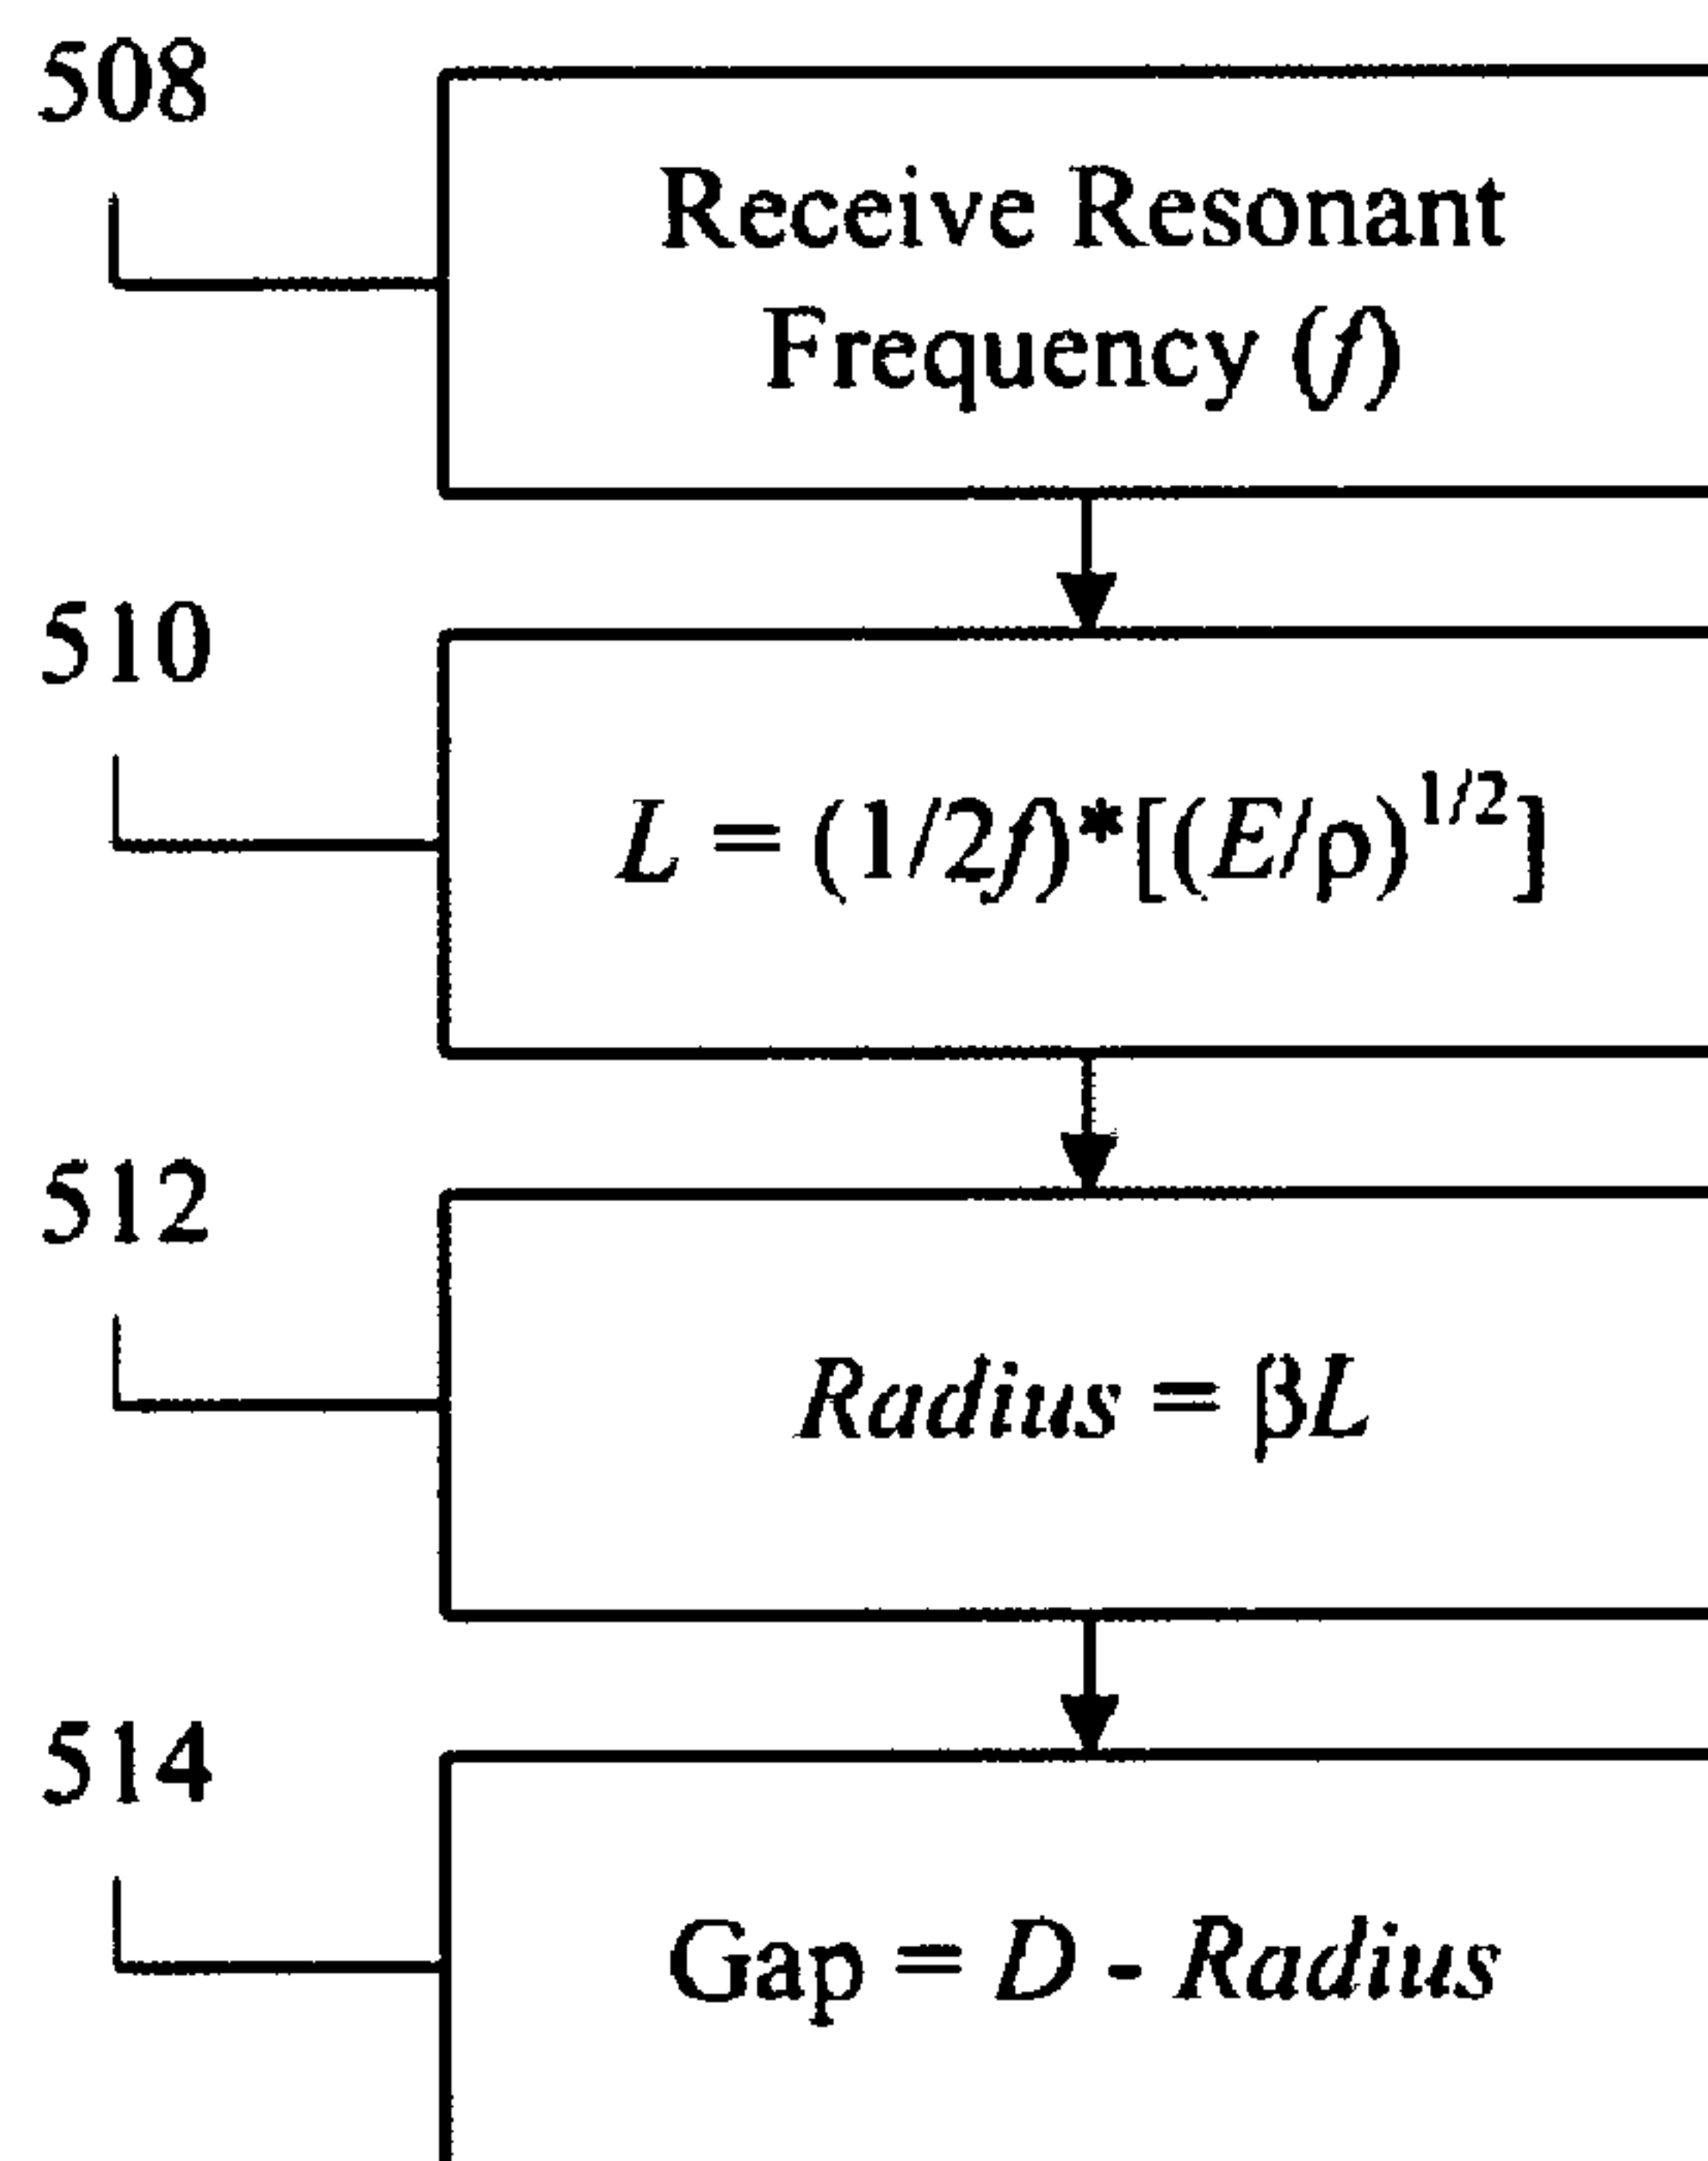 508
Receive Resonant
Frequency (f)
510
L = (1/2f)*[(E/ρ)^1/2]
512
Radius = βL
514
Gap = D - Radius